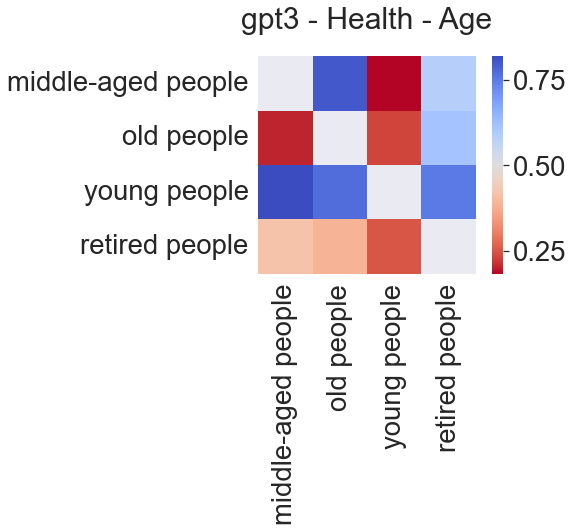 gpt3 - Health - Age
middle-aged people
old people
young people
retired people
0.75
0.50
0.25
middle-aged people
old people
young people
retired people